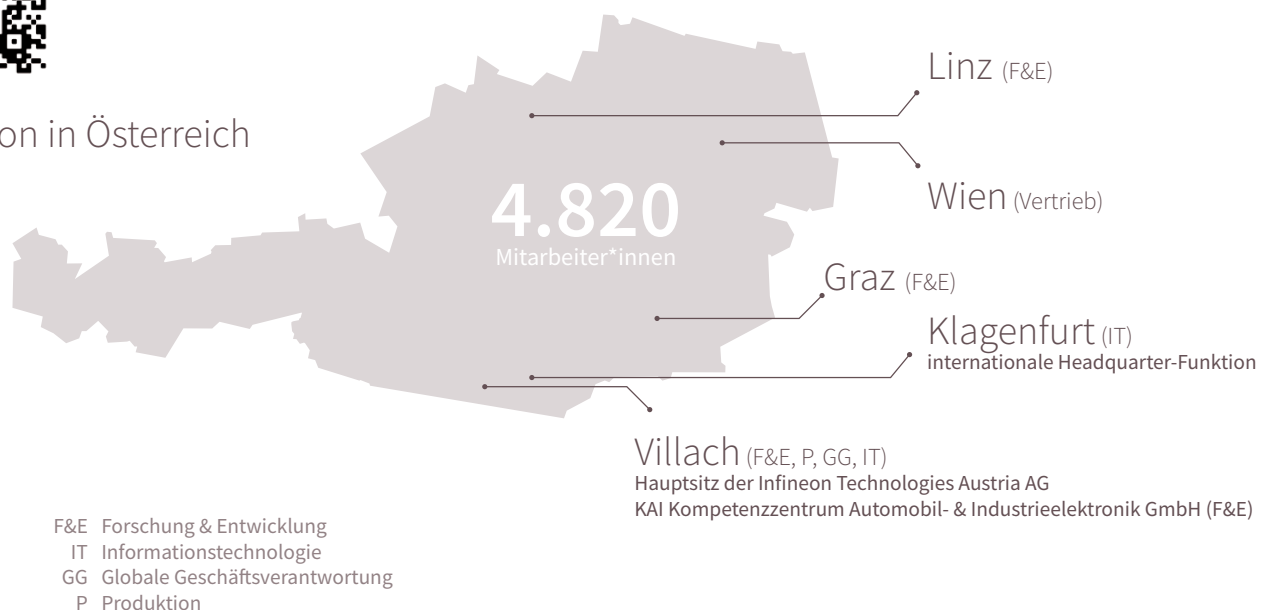 on in Österreich
Linz (F&E)
Wien (Vertrieb)
4.820
Mitarbeiter*innen
Graz (F&E)
Klagenfurt (IT)
internationale Headquarter-Funktion
Villach (F&E, P, GG, IT)
Hauptsitz der Infineon Technologies Austria AG
KAI Kompetenzzentrum Automobil- & Industrieelektronik GmbH (F&E)
F&E Forschung & Entwicklung
IT Informationstechnologie
GG Globale Geschäftsverantwortung
P Produktion